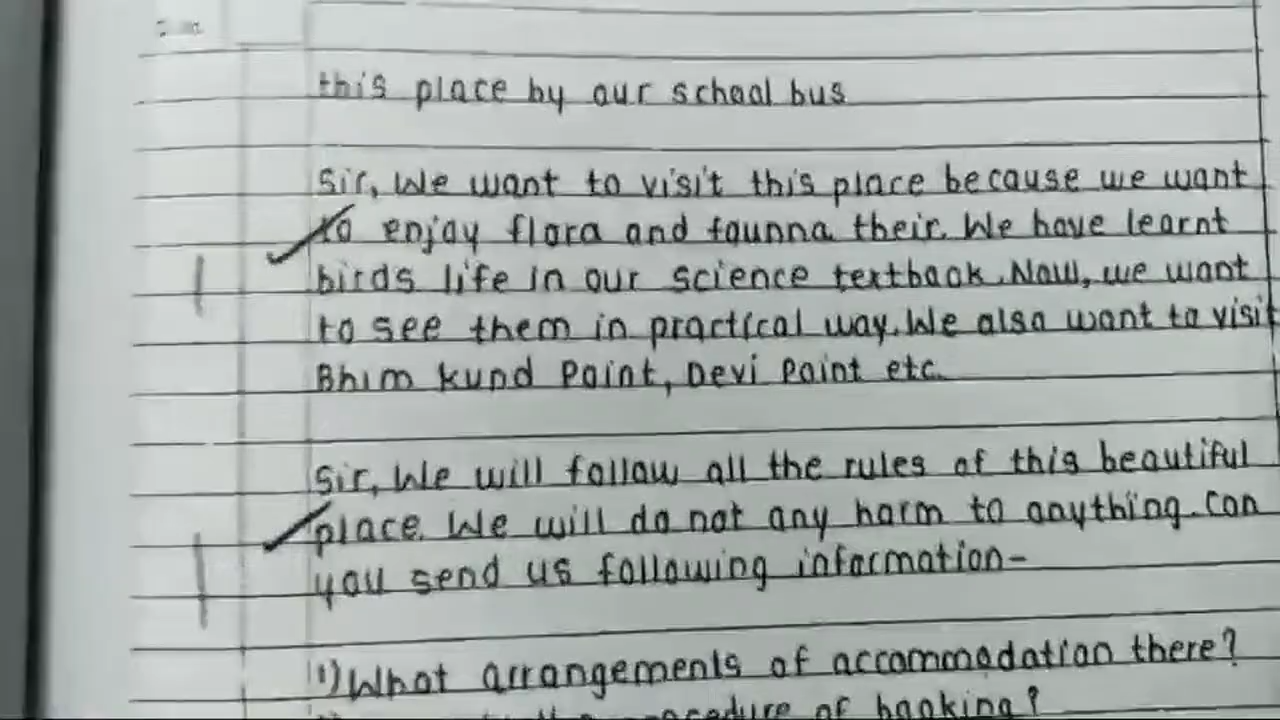 this place by our school bus
Sir, We want to visit this place because we want
to enjoy flora and faunna their. We have learnt
birds life in our science textbook. Now, we want
to see them in practical way. We also want to visit
Bhim kund Point, Devi Point etc.
Sir, We will follow all the rules of this beautiful
place. We will do not any harm to anything. Can
you send us following information-
1) What arrangements of accommodation there?
procedure of booking?